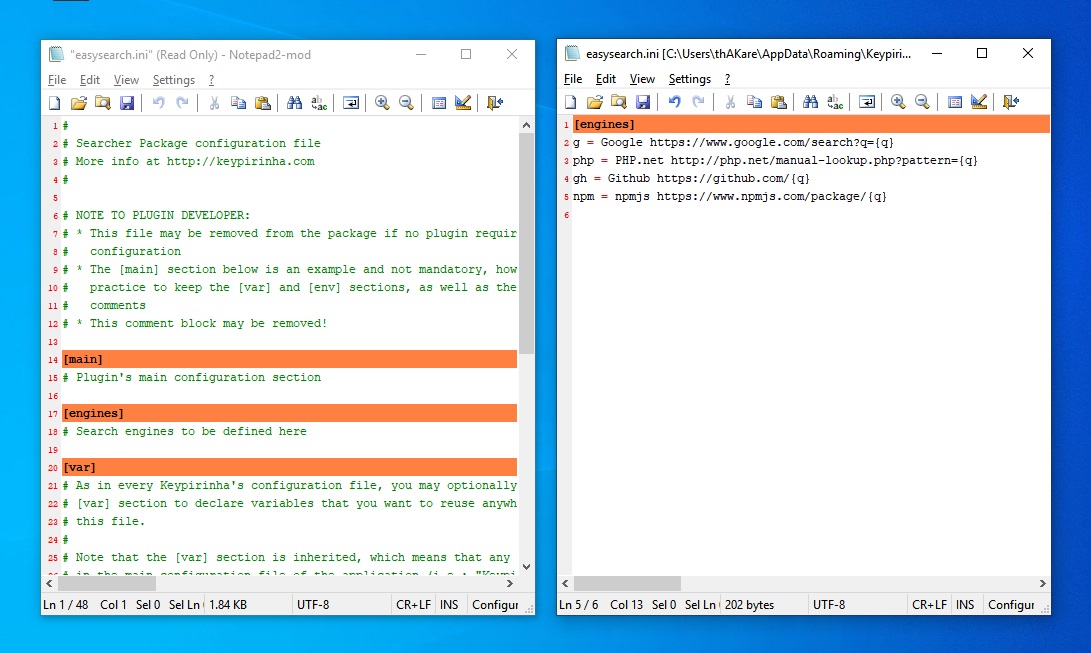 "easysearch.ini" (Read Only) - Notepad2-mod
File Edit View Settings ?
1 #
2 # Searcher Package configuration file
3 # More info at http://keypirinha.com
4 #
5
6 # NOTE TO PLUGIN DEVELOPER:
7 # * This file may be removed from the package if no plugin requir
8 #   configuration
9 # * The [main] section below is an example and not mandatory, how
10 #   practice to keep the [var] and [env] sections, as well as the
11 #   comments
12 # * This comment block may be removed!
13
14 [main]
15 # Plugin's main configuration section
16
17 [engines]
18 # Search engines to be defined here
19
20 [var]
21 # As in every Keypirinha's configuration file, you may optionally
22 # [var] section to declare variables that you want to reuse anywh
23 # this file.
24 #
25 # Note that the [var] section is inherited, which means that any
26 # in the main configuration file of the application (i.e.: "Keypi
Ln 1 / 48 Col 1 Sel 0 Sel Ln 1.84 KB UTF-8 CR+LF INS Configur
easysearch.ini [C:\Users\thAKare\AppData\Roaming\Keypiri...
File Edit View Settings ?
1 [engines]
2 g = Google https://www.google.com/search?q={q}
3 php = PHP.net http://php.net/manual-lookup.php?pattern={q}
4 gh = Github https://github.com/{q}
5 npm = npmjs https://www.npmjs.com/package/{q}
6
Ln 5 / 6 Col 13 Sel 0 Sel Ln 202 bytes UTF-8 CR+LF INS Configur